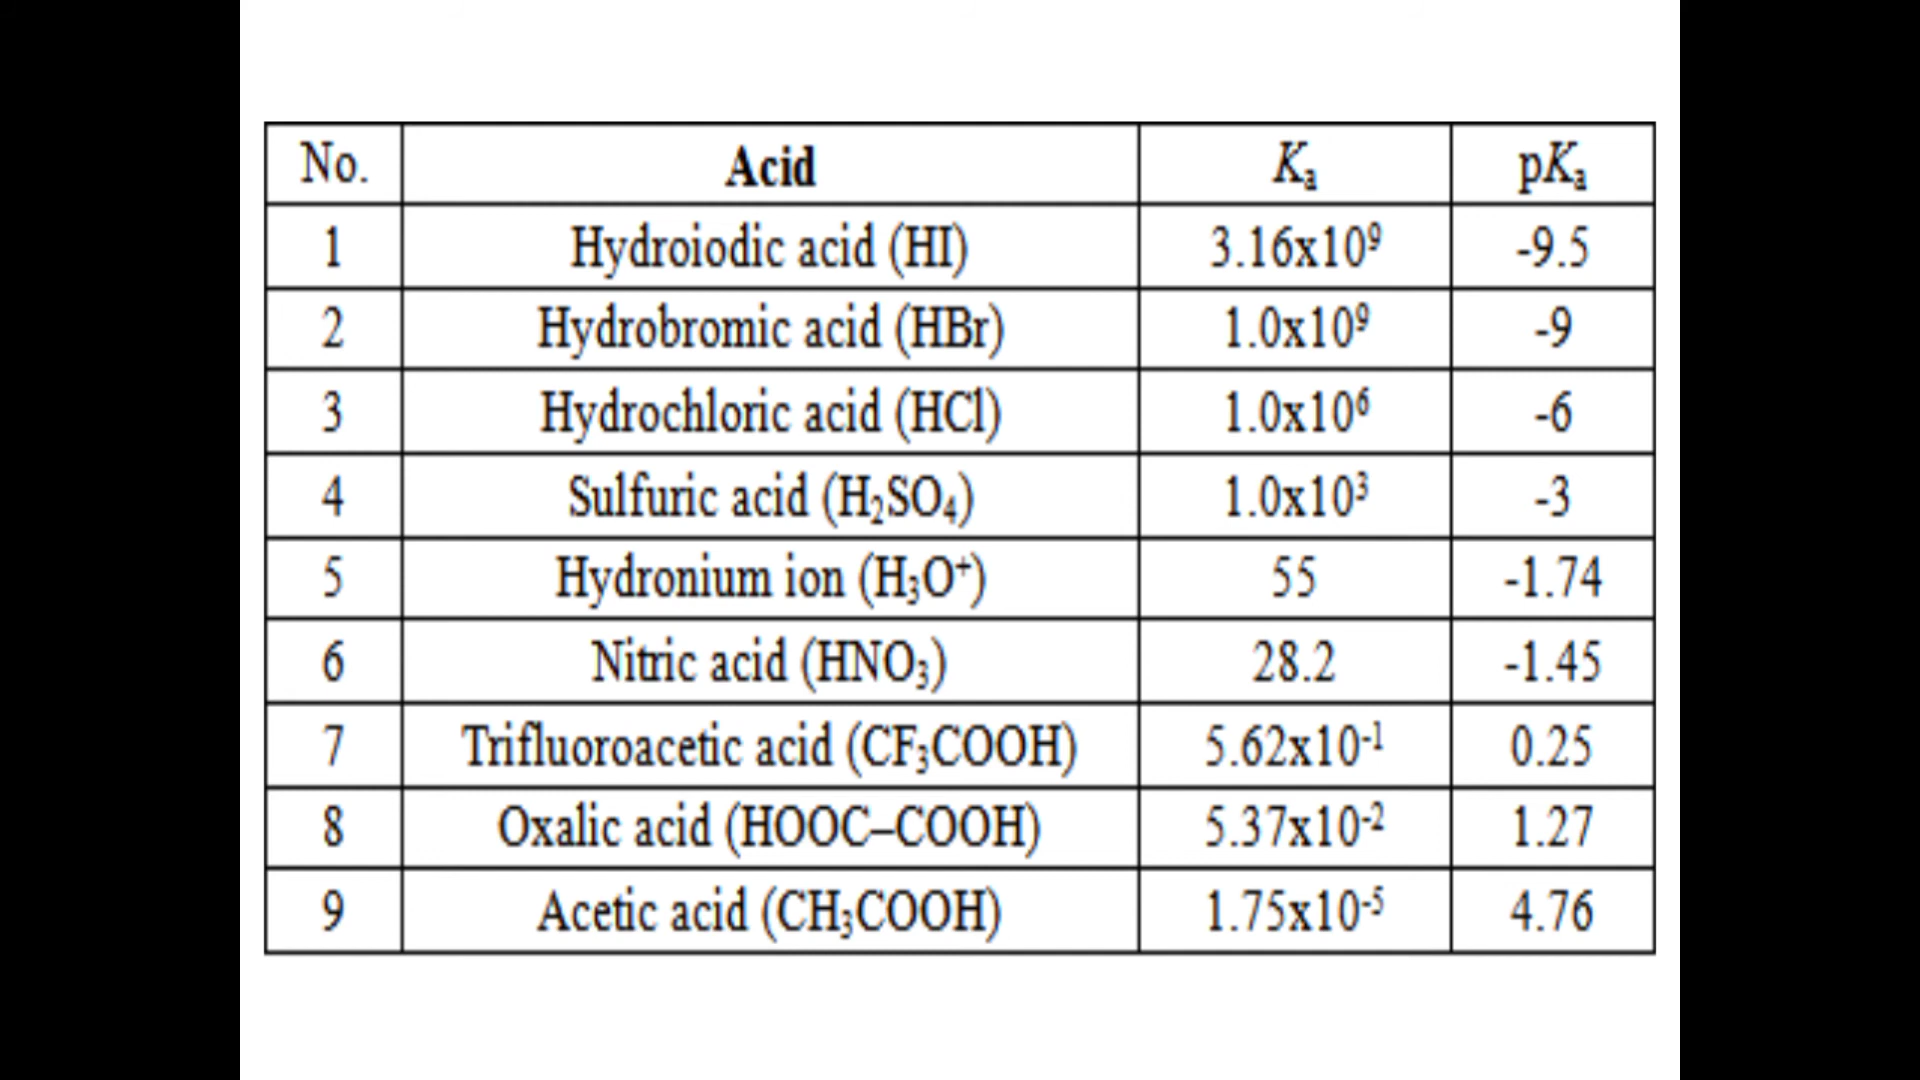 No. Acid Kₐ pKₐ
1 Hydroiodic acid (HI) 3.16x10⁹ -9.5
2 Hydrobromic acid (HBr) 1.0x10⁹ -9
3 Hydrochloric acid (HCl) 1.0x10⁶ -6
4 Sulfuric acid (H₂SO₄) 1.0x10³ -3
5 Hydronium ion (H₃O⁺) 55 -1.74
6 Nitric acid (HNO₃) 28.2 -1.45
7 Trifluoroacetic acid (CF₃COOH) 5.62x10⁻¹ 0.25
8 Oxalic acid (HOOC–COOH) 5.37x10⁻² 1.27
9 Acetic acid (CH₃COOH) 1.75x10⁻⁵ 4.76